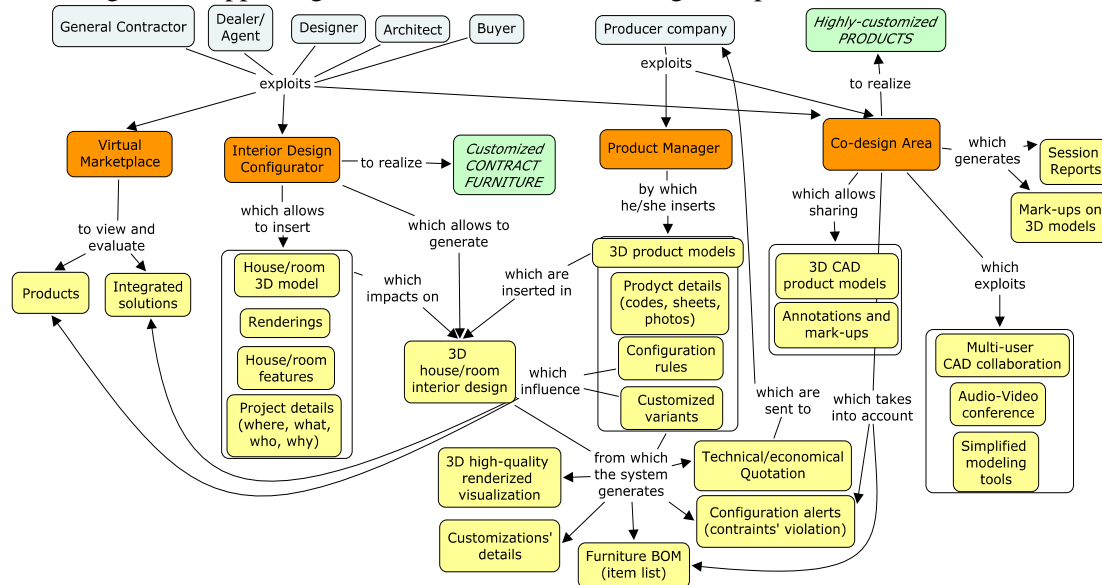 General Contractor
Dealer/
Agent
Designer
Architect
Buyer
Producer company
Highly-customized
PRODUCTS
exploits
exploits
to realize
Virtual
Marketplace
Interior Design
Configurator
to realize
Customized
CONTRACT
FURNITURE
Product Manager
Co-design Area
which
generates
Session
Reports
Mark-ups on
3D models
to view and
evaluate
which allows
to insert
which allows to
generate
by which
he/she inserts
which allows
sharing
which
exploits
Products
Integrated
solutions
House/room
3D model
Renderings
House/room
features
Project details
(where, what,
who, why)
which
impacts on
which are
inserted in
3D product models
Prodyct details
(codes, sheets,
photos)
Configuration
rules
Customized
variants
3D CAD
product models
Annotations and
mark-ups
3D
house/room
interior design
which
influence
which are
sent to
which takes
into account
Multi-user
CAD collaboration
Audio-Video
conference
Simplified
modeling
tools
3D high-quality
renderized
visualization
from which
the system
generates
Technical/economical
Quotation
Customizations'
details
Configuration alerts
(contraints' violation)
Furniture BOM
(item list)